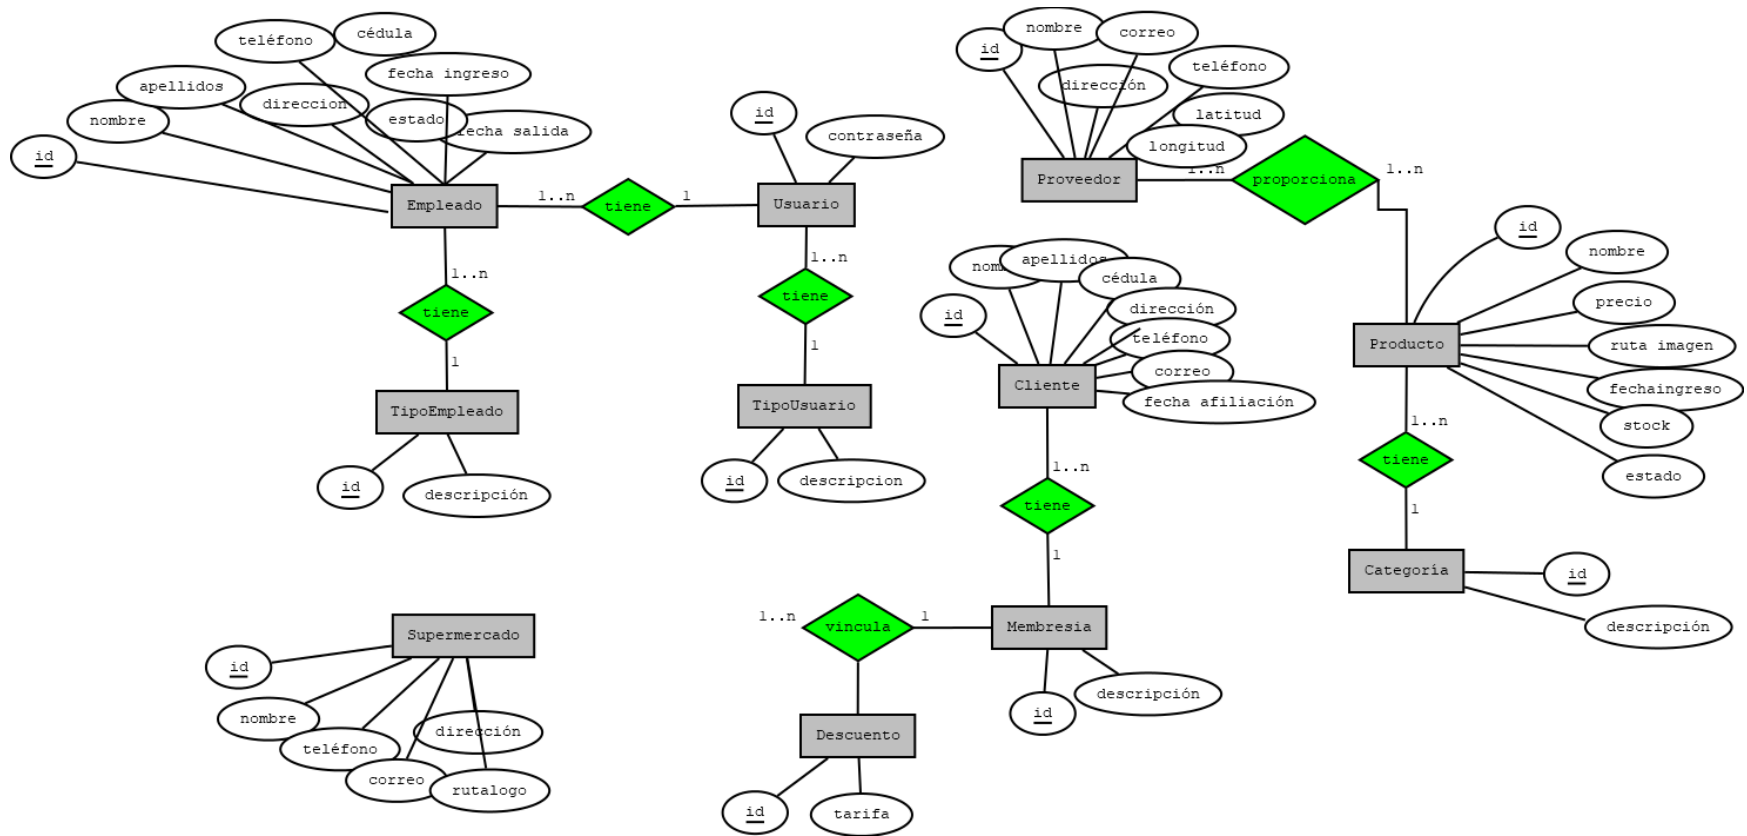 teléfono
cédula
fecha ingreso
apellidos
direccion
estado
fecha salida
nombre
id
Empleado
1..n
tiene
1
Usuario
id
contraseña
1..n
tiene
1
TipoEmpleado
id
descripción
1..n
tiene
1
TipoUsuario
id
descripcion
id
nombre
correo
dirección
teléfono
latitud
longitud
Proveedor
1..n
proporciona
1..n
id
nombre
precio
ruta imagen
fechaingreso
stock
estado
Producto
1..n
tiene
1
Categoría
id
descripción
id
nombre
apellidos
cédula
dirección
teléfono
correo
fecha afiliación
Cliente
1..n
tiene
1
Membresia
id
descripción
1
vincula
1..n
Descuento
id
tarifa
Supermercado
id
nombre
teléfono
correo
dirección
rutalogo